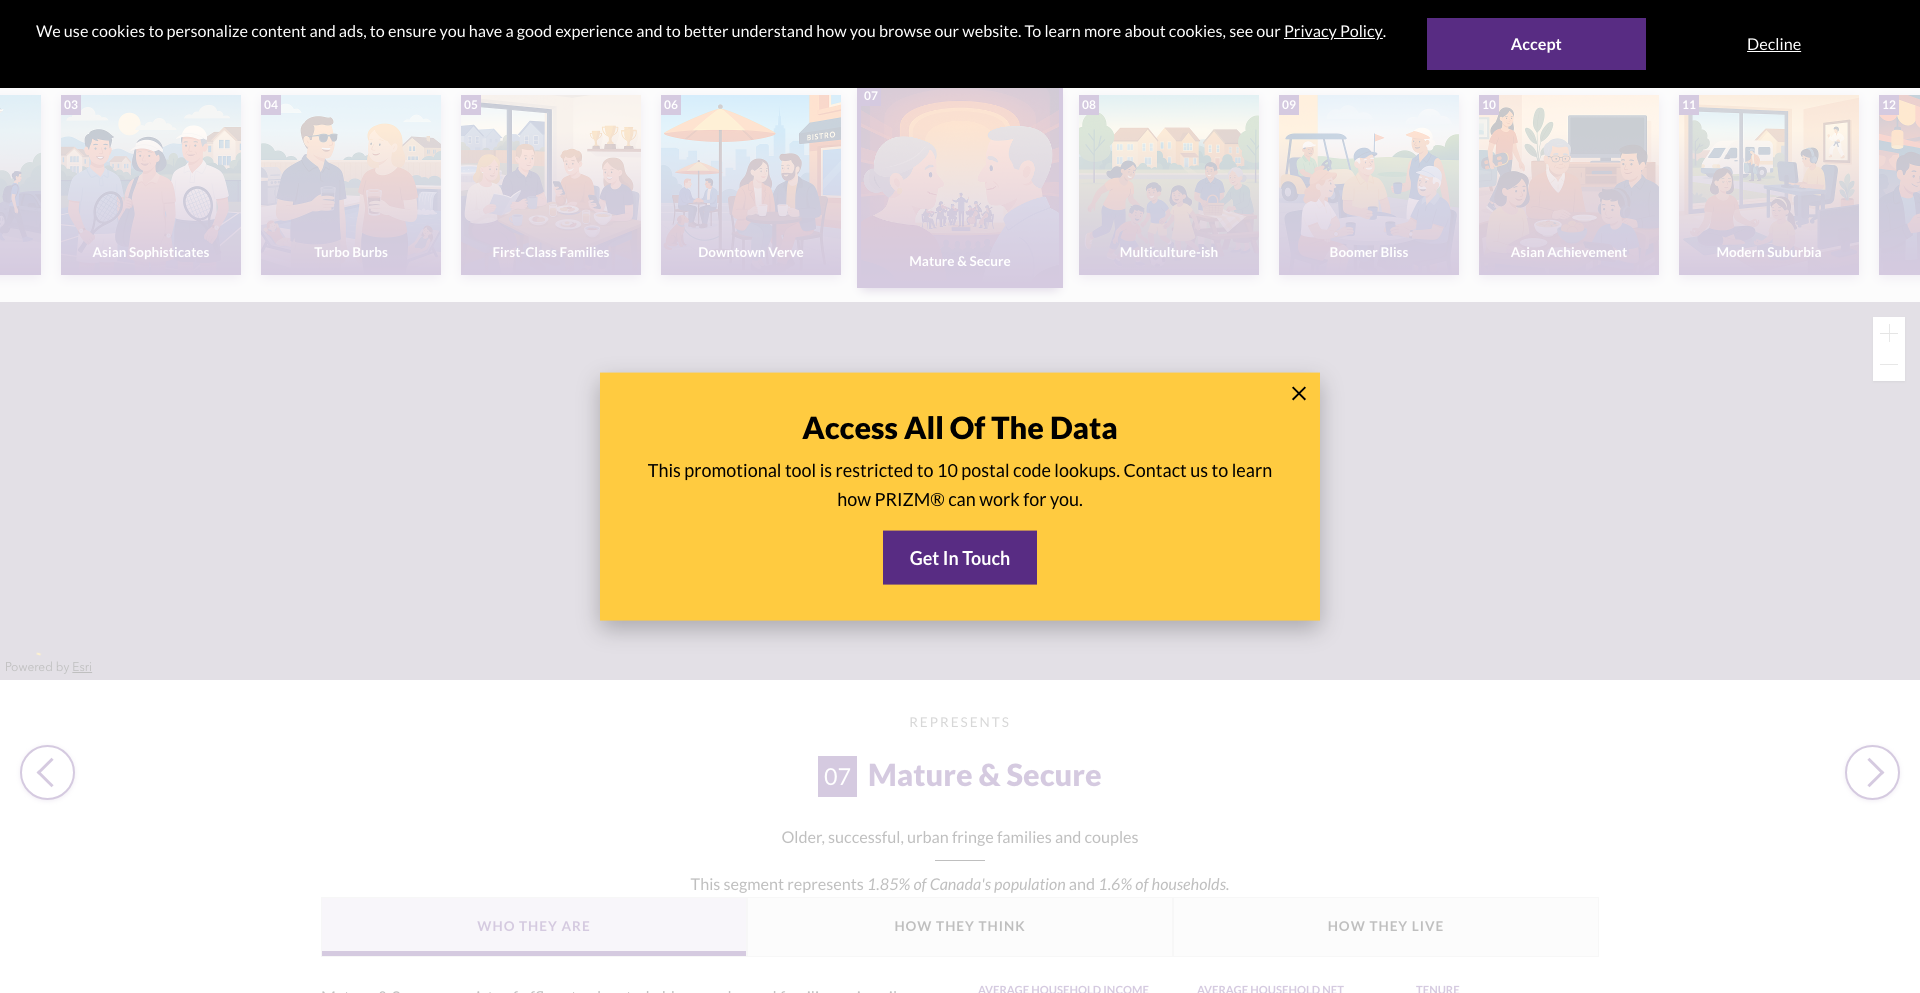 We use cookies to personalize content and ads, to ensure you have a good experience and to better understand how you browse our website. To learn more about cookies, see our Privacy Policy.
Accept
Decline
03
Asian Sophisticates
04
Turbo Burbs
05
First-Class Families
06
BISTRO
Downtown Verve
07
Mature & Secure
08
Multiculture-ish
09
Boomer Bliss
10
Asian Achievement
11
Modern Suburbia
12
Access All Of The Data
This promotional tool is restricted to 10 postal code lookups. Contact us to learn
how PRIZM® can work for you.
Get In Touch
Powered by Esri
REPRESENTS
07 Mature & Secure
Older, successful, urban fringe families and couples
This segment represents 1.85% of Canada's population and 1.6% of households.
WHO THEY ARE
HOW THEY THINK
HOW THEY LIVE
AVERAGE HOUSEHOLD INCOME
AVERAGE HOUSEHOLD NET
TENURE